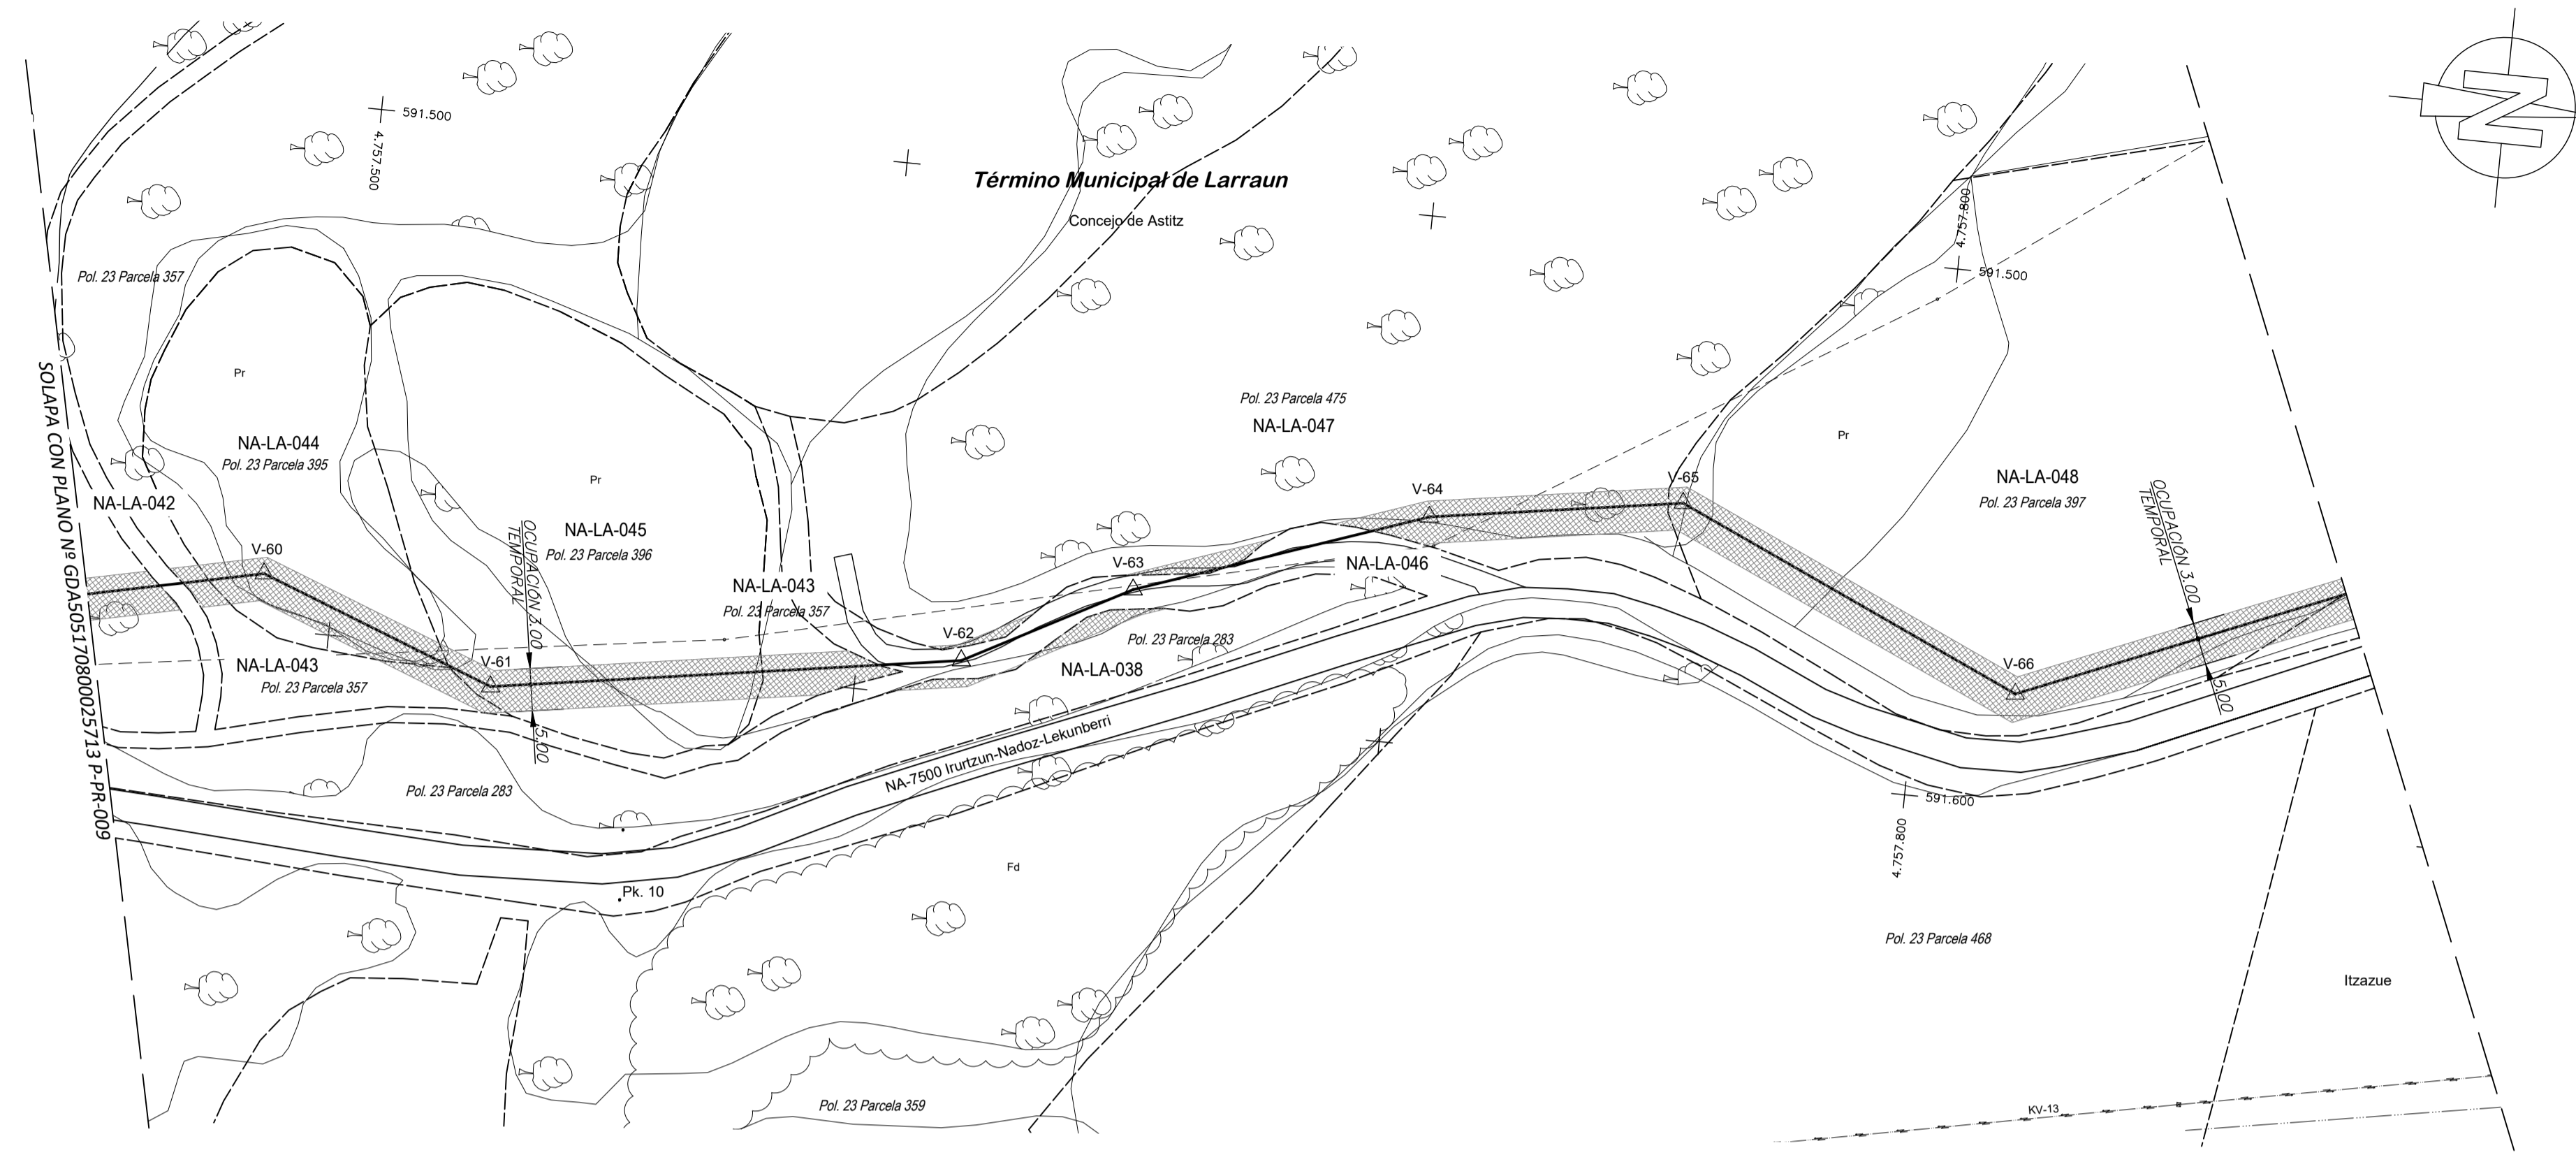 591.500
4.757.500
Término Municipal de Larraun
Concejo de Astitz
4.757.800
591.500
N
Pol. 23 Parcela 357
Pr
NA-LA-044
Pol. 23 Parcela 395
NA-LA-042
SOLAPA CON PLANO Nº GDA5051708000025713 P-PR-009
Pr
NA-LA-045
Pol. 23 Parcela 396
Pol. 23 Parcela 475
NA-LA-047
Pr
NA-LA-048
Pol. 23 Parcela 397
V-60
V-61
V-62
V-63
V-64
V-65
V-66
OCUPACIÓN 3.00
TEMPORAL
5.00
OCUPACIÓN 3.00
TEMPORAL
5.00
NA-LA-043
Pol. 23 Parcela 357
NA-LA-043
Pol. 23 Parcela 357
NA-LA-046
Pol. 23 Parcela 283
NA-LA-038
NA-7500 Irurtzun-Nadoz-Lekunberri
Pol. 23 Parcela 283
Pk. 10
Fd
591.600
4.757.800
Pol. 23 Parcela 468
Itzazue
Pol. 23 Parcela 359
KV-13